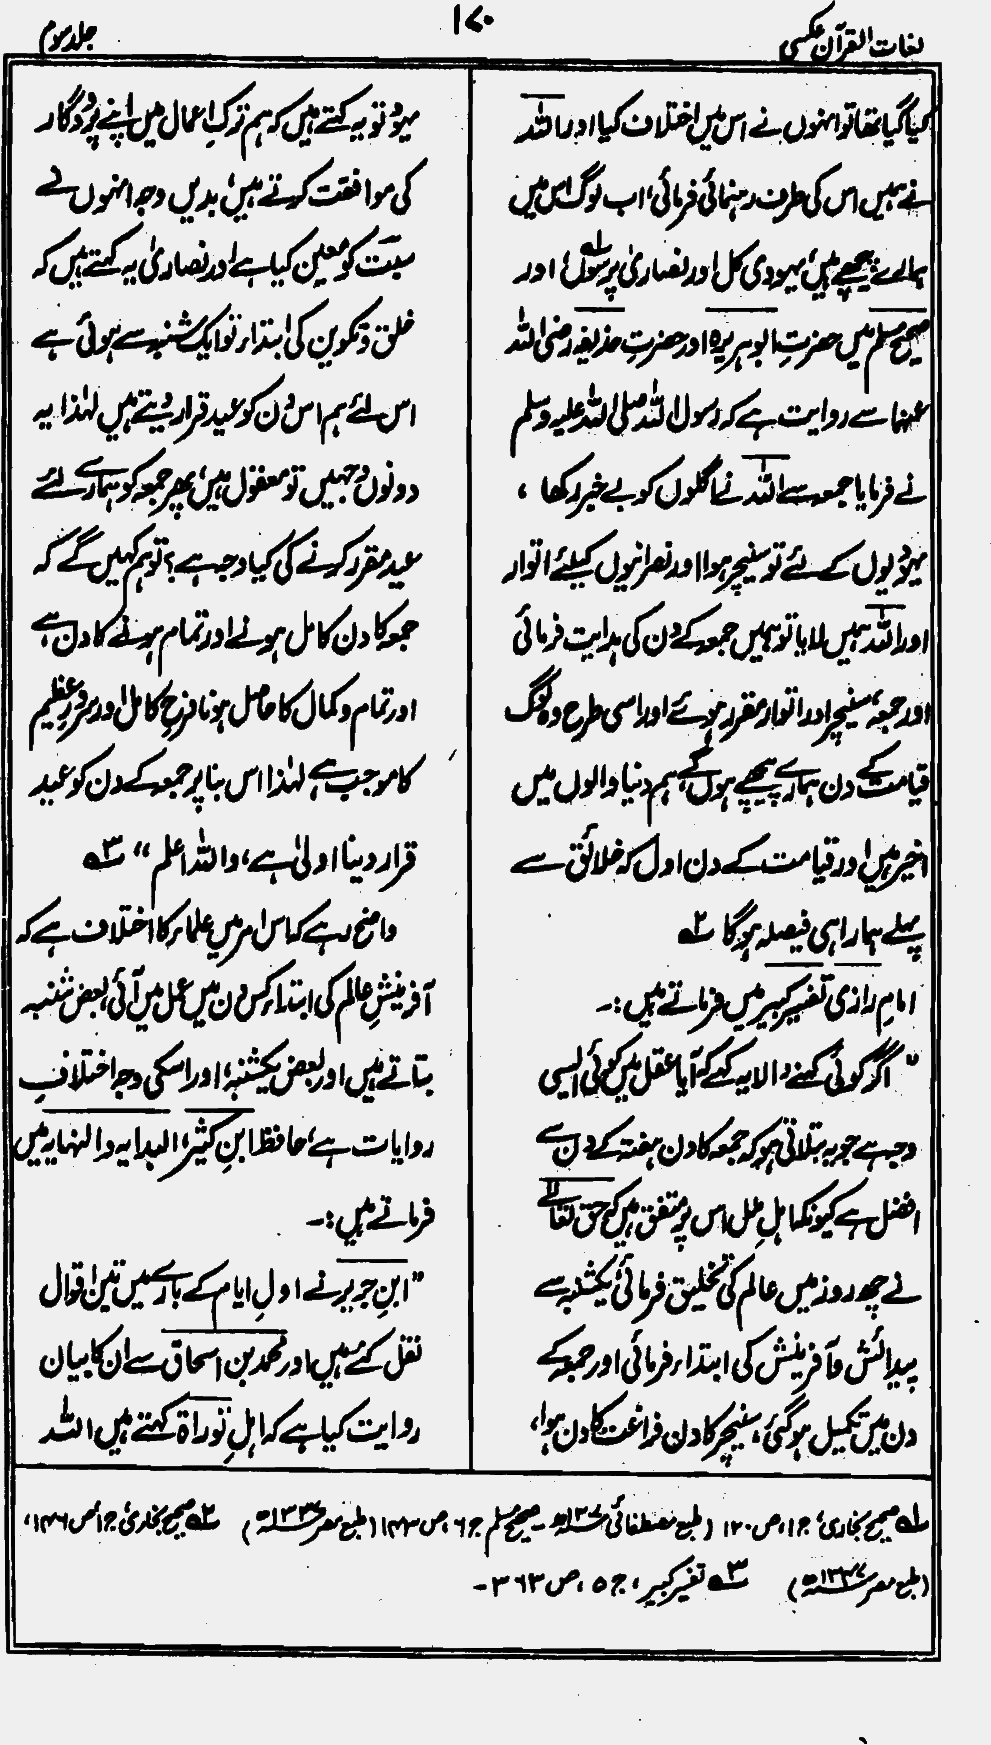 لغات القرآن عکسی
۱۷۰
جلد سوم
کیا گیا تھا تو انہوں نے اس میں اختلاف کیا اور اللہ
نے ہمیں اس کی طرف رہنمائی فرمائی، اب لوگ اس میں
ہمارے پیچھے ہیں، یہودی کل اور نصاریٰ پرسوں ۱؎ اور
صحیح مسلم میں حضرتِ ابو ہریرہ اور حضرتِ حذیفہ رضی اللہ
عنہما سے روایت ہے کہ رسول اللہ صلی اللہ علیہ وسلم
نے فرمایا جمعہ سے اللہ نے اگلوں کو بے خبر رکھا ،
یہودیوں کے لئے تو سنیچر ہوا اور نصرانیوں کیلئے اتوار
اور اللہ ہمیں لایا تو ہمیں جمعہ کے دن کی ہدایت فرمائی
اور جمعہ، سنیچر اور اتوار مقرر ہوئے اور اسی طرح وہ لوگ
قیامت کے دن ہمارے پیچھے ہوں گے، ہم دنیا والوں میں
اخیر ہیں اور قیامت کے دن اول کہ خلائق سے
پہلے ہمارا ہی فیصلہ ہوگا ۲؎
امامِ رازی تفسیر کبیر میں فرماتے ہیں :۔
" اگر کوئی کہنے والا یہ کہے کہ آیا عقل میں کوئی ایسی
وجہ ہے جو یہ بتلاتی ہو کہ جمعہ کا دن ہفتہ کے دن سے
افضل ہے کیونکہ اہلِ ملل اس پر متفق ہیں کہ حق تعالیٰ
نے چھ روز میں عالم کی تخلیق فرمائی، یکشنبہ سے
پیدائش و آفرینش کی ابتداء فرمائی اور جمعہ کے
دن میں تکمیل ہوگئی، سنیچر کا دن فراغت کا دن ہوا،
یہود تو یہ کہتے ہیں کہ ہم ترکِ اعمال میں اپنے پروردگار
کی موافقت کرتے ہیں، بدیں وجہ انہوں نے
سبت کو معین کیا ہے اور نصاریٰ یہ کہتے ہیں کہ
خلق و تکوین کی ابتداء تو ایک شنبہ سے ہوئی ہے
اس لئے ہم اس دن کو عید قرار دیتے ہیں لہٰذا یہ
دونوں وجہیں تو معقول ہیں، پھر جمعہ کو ہمارے لئے
عید مقرر کرنے کی کیا وجہ ہے؟ تو ہم کہیں گے کہ
جمعہ کا دن کامل ہونے اور تمام ہونے کا دن ہے
اور تمام و کمال کا حاصل ہونا فرحِ کامل اور سرورِ عظیم
کا موجب ہے لہٰذا اس بنا پر جمعہ کے دن کو عید
قرار دینا اولیٰ ہے، واللہ اعلم " ۳؎
واضح رہے کہ اس امر میں علماء کا اختلاف ہے کہ
آفرینشِ عالم کی ابتداء کس دن میں عمل میں آئی، بعض شنبہ
بتاتے ہیں اور بعض یکشنبہ، اور اسکی وجہ اختلافِ
روایات ہے، حافظ ابنِ کثیر، البدایہ والنہایہ میں
فرماتے ہیں :۔
" ابنِ جریر نے اولِ ایام کے بارے میں تین اقوال
نقل کئے ہیں اور محمد بن اسحاق سے ان کا بیان
روایت کیا ہے کہ اہلِ توراۃ کہتے ہیں اللہ
۱؎ صحیح بخاری، ج ۱، ص ۱۲۰ (طبع مصطفائی ۱۳۰۷ھ ۔ صحیح مسلم ج ۶، ص ۱۴۳ (طبع مصر ۱۳۴۷ھ) ۲؎ صحیح بخاری، ج ۱، ص ۱۴۶،
(طبع مصر ۱۳۴۷ھ) ۳؎ تفسیر کبیر، ج ۵، ص ۳۶۳ ۔